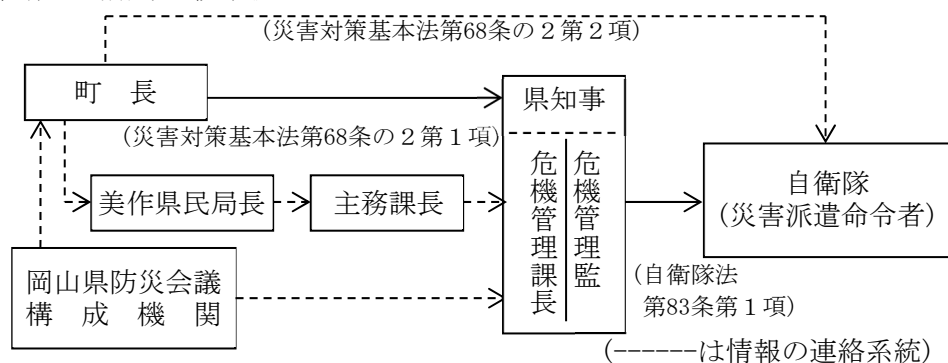 (災害対策基本法第68条の２第２項)
町　長
県知事
(災害対策基本法第68条の２第１項)
危機管理課長
危機管理監
自衛隊
(災害派遣命令者)
美作県民局長
主務課長
岡山県防災会議
構　成　機　関
(自衛隊法
第83条第１項)
(------は情報の連絡系統)